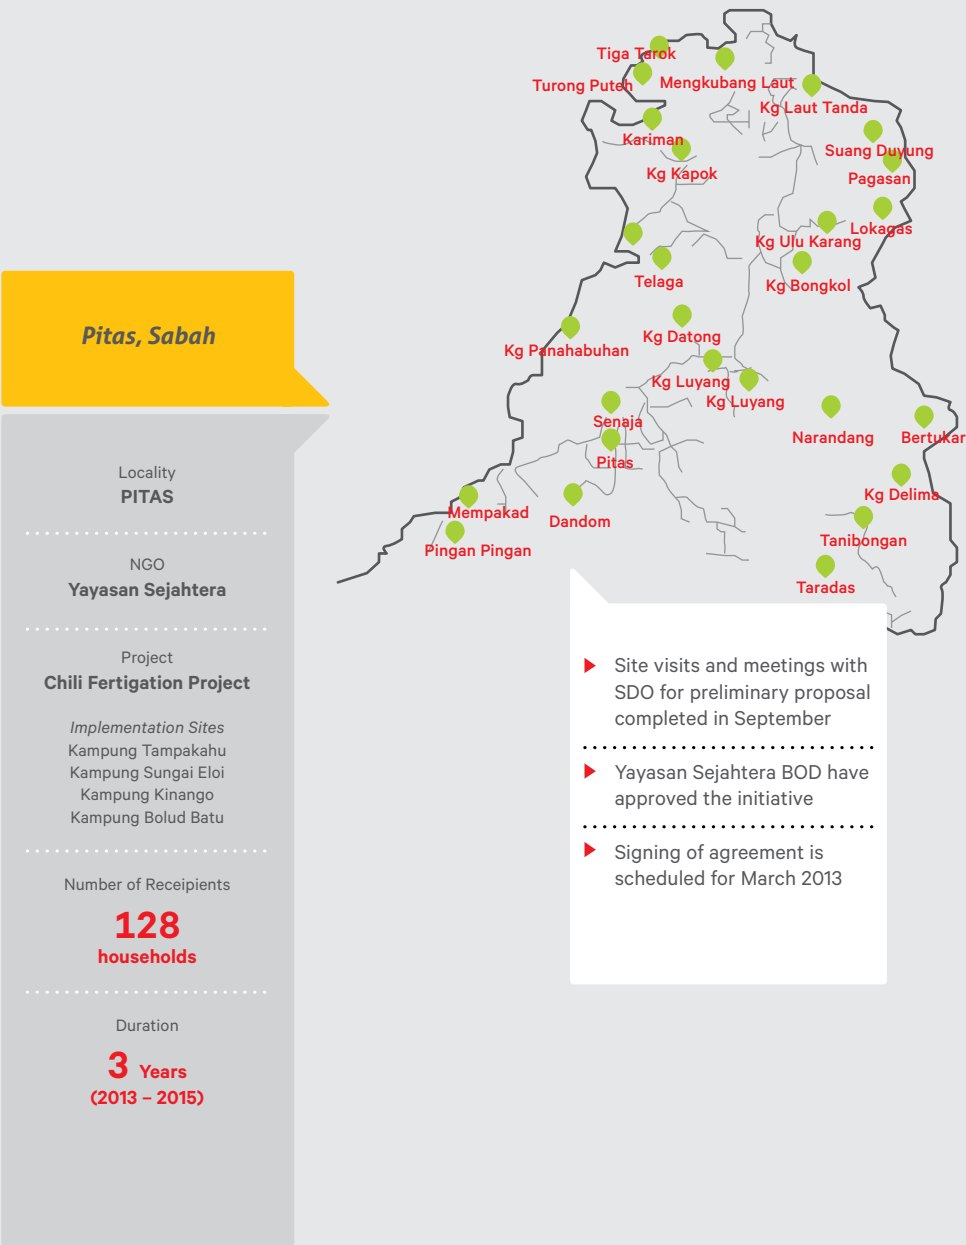 Tiga Tarok
Turong Puteh
Mengkubang Laut
Kg Laut Tanda
Kariman
Suang Duyung
Kg Kapok
Pagasan
Lokagas
Kg Ulu Karang
Telaga
Kg Bongkol
Kg Datong
Kg Panahabuhan
Kg Luyang
Kg Luyang
Senaja
Narandang
Bertukar
Pitas
Kg Delima
Mempakad
Dandom
Tanibongan
Pingan Pingan
Taradas
Pitas, Sabah
Locality
PITAS
NGO
Yayasan Sejahtera
Project
Chili Fertigation Project
Implementation Sites
Kampung Tampakahu
Kampung Sungai Eloi
Kampung Kinango
Kampung Bolud Batu
Number of Receipients
128
households
Duration
3 Years
(2013 – 2015)
Site visits and meetings with
SDO for preliminary proposal
completed in September
Yayasan Sejahtera BOD have
approved the initiative
Signing of agreement is
scheduled for March 2013